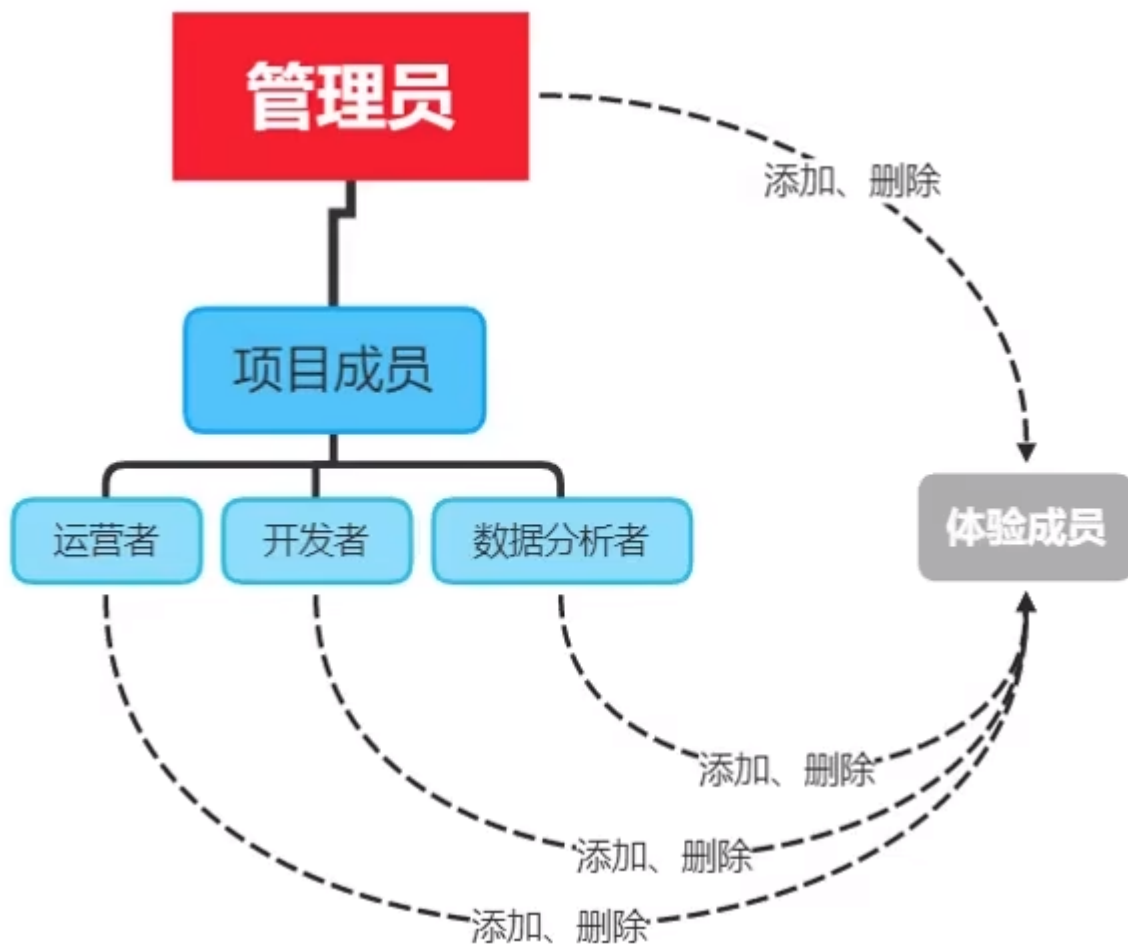 管理员
添加、删除
项目成员
运营者
开发者
数据分析者
体验成员
添加、删除
添加、删除
添加、删除